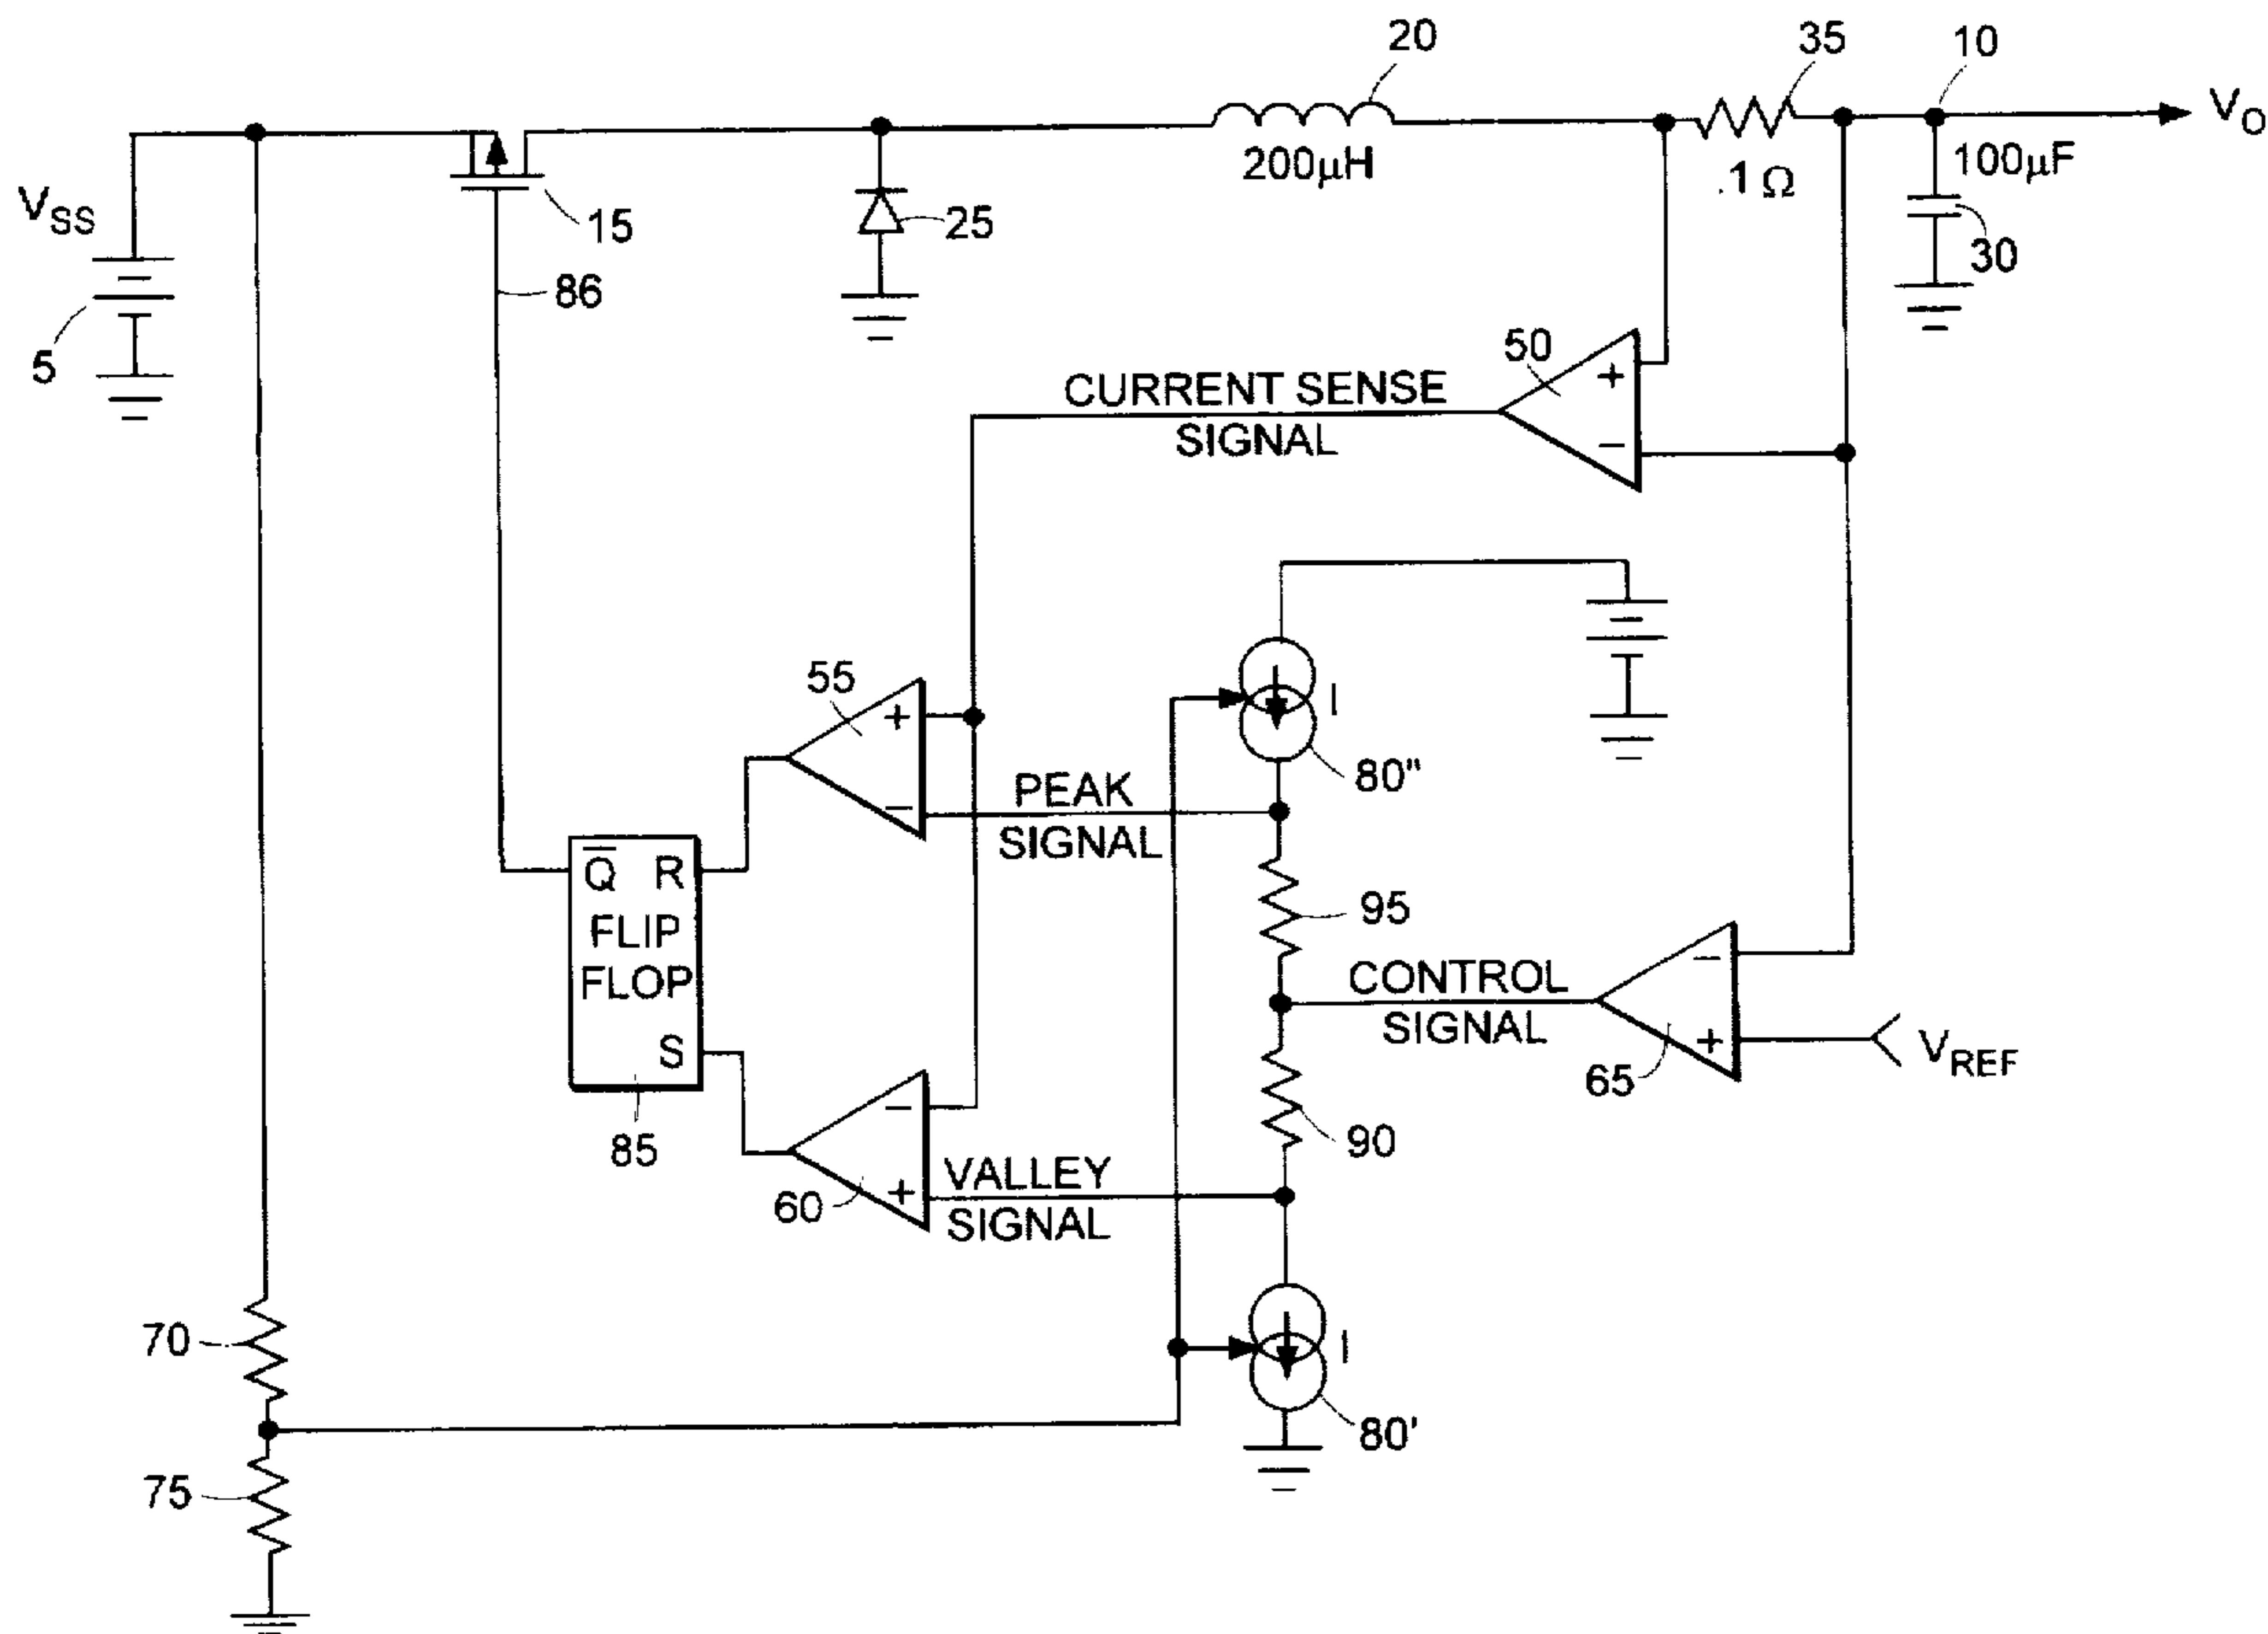 20
35
10
V_O
200μH
.1 Ω
100μF
V_SS
15
25
30
86
5
50
+
−
CURRENT SENSE
SIGNAL
55
+
−
I
80"
PEAK
SIGNAL
Q̅ R
FLIP
FLOP
S
85
95
CONTROL
SIGNAL
−
+
65
V_REF
90
−
+
60
VALLEY
SIGNAL
I
80'
70
75